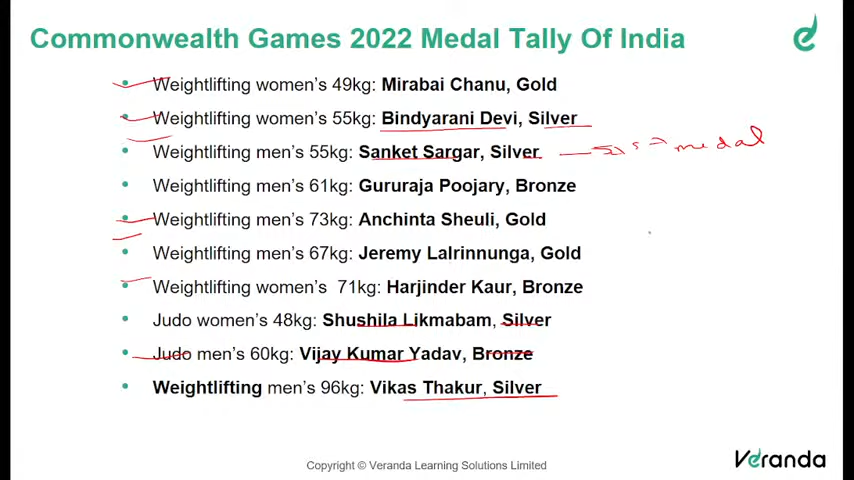 Commonwealth Games 2022 Medal Tally Of India
• Weightlifting women's 49kg: Mirabai Chanu, Gold
• Weightlifting women's 55kg: Bindyarani Devi, Silver
• Weightlifting men's 55kg: Sanket Sargar, Silver medal
• Weightlifting men's 61kg: Gururaja Poojary, Bronze
• Weightlifting men's 73kg: Anchinta Sheuli, Gold
• Weightlifting men's 67kg: Jeremy Lalrinnunga, Gold
• Weightlifting women's 71kg: Harjinder Kaur, Bronze
• Judo women's 48kg: Shushila Likmabam, Silver
• Judo men's 60kg: Vijay Kumar Yadav, Bronze
• Weightlifting men's 96kg: Vikas Thakur, Silver
Copyright © Veranda Learning Solutions Limited
Veranda